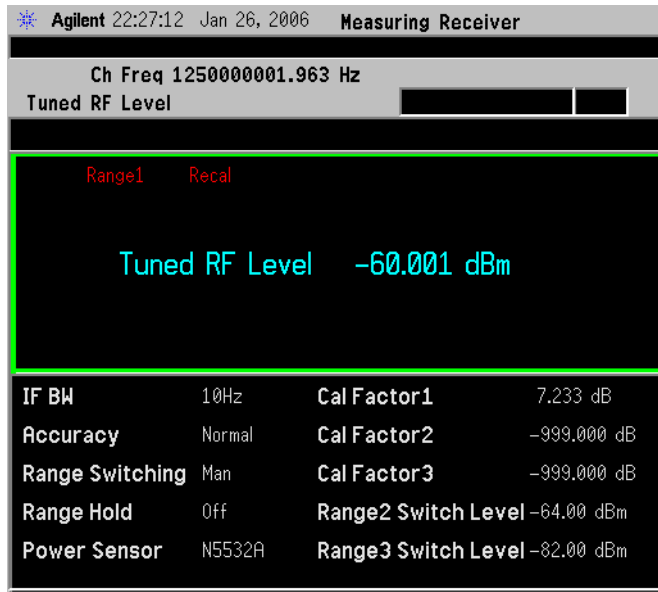 Agilent 22:27:12 Jan 26, 2006 Measuring Receiver
Ch Freq 1250000001.963 Hz
Tuned RF Level
Range1 Recal
Tuned RF Level -60.001 dBm
IF BW 10Hz Cal Factor1 7.233 dB
Accuracy Normal Cal Factor2 -999.000 dB
Range Switching Man Cal Factor3 -999.000 dB
Range Hold Off Range2 Switch Level -64.00 dBm
Power Sensor N5532A Range3 Switch Level -82.00 dBm